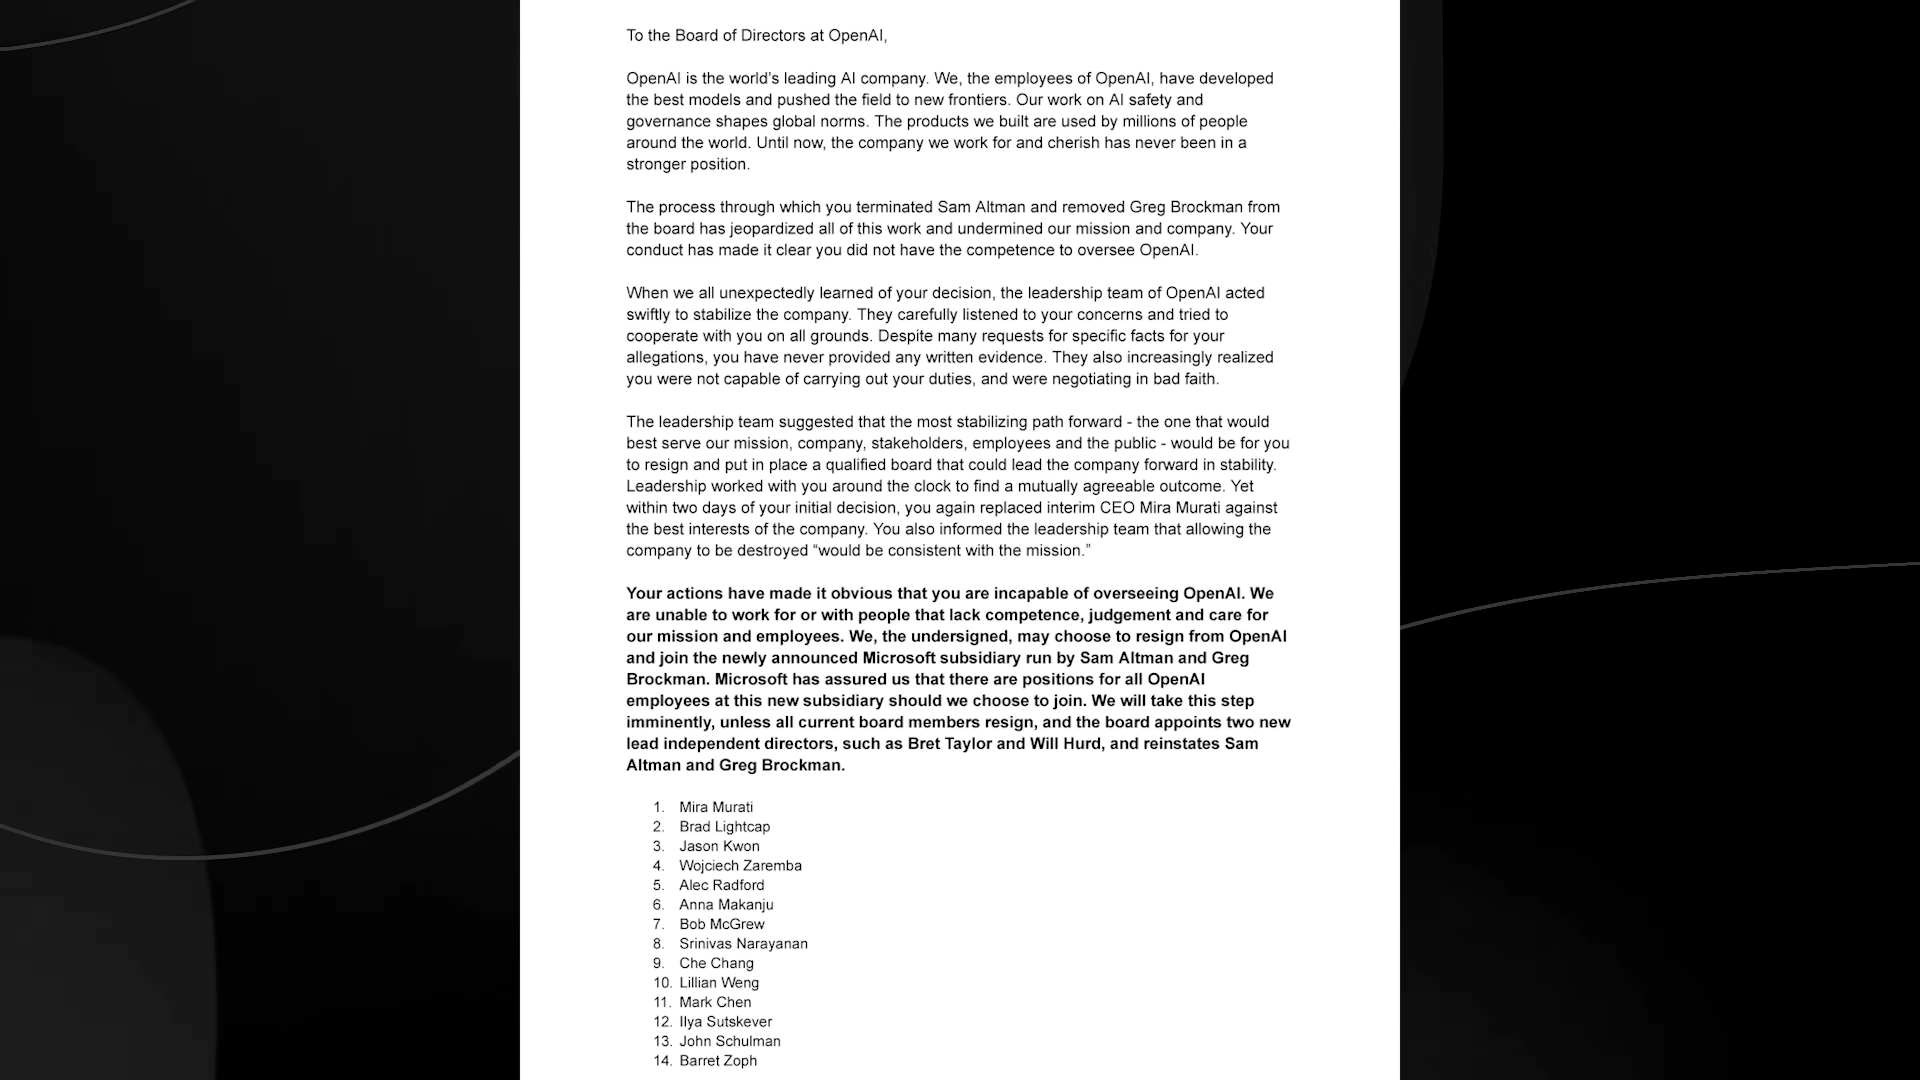 To the Board of Directors at OpenAI,
OpenAI is the world's leading AI company. We, the employees of OpenAI, have developed
the best models and pushed the field to new frontiers. Our work on AI safety and
governance shapes global norms. The products we built are used by millions of people
around the world. Until now, the company we work for and cherish has never been in a
stronger position.
The process through which you terminated Sam Altman and removed Greg Brockman from
the board has jeopardized all of this work and undermined our mission and company. Your
conduct has made it clear you did not have the competence to oversee OpenAI.
When we all unexpectedly learned of your decision, the leadership team of OpenAI acted
swiftly to stabilize the company. They carefully listened to your concerns and tried to
cooperate with you on all grounds. Despite many requests for specific facts for your
allegations, you have never provided any written evidence. They also increasingly realized
you were not capable of carrying out your duties, and were negotiating in bad faith.
The leadership team suggested that the most stabilizing path forward - the one that would
best serve our mission, company, stakeholders, employees and the public - would be for you
to resign and put in place a qualified board that could lead the company forward in stability.
Leadership worked with you around the clock to find a mutually agreeable outcome. Yet
within two days of your initial decision, you again replaced interim CEO Mira Murati against
the best interests of the company. You also informed the leadership team that allowing the
company to be destroyed “would be consistent with the mission.”
Your actions have made it obvious that you are incapable of overseeing OpenAI. We
are unable to work for or with people that lack competence, judgement and care for
our mission and employees. We, the undersigned, may choose to resign from OpenAI
and join the newly announced Microsoft subsidiary run by Sam Altman and Greg
Brockman. Microsoft has assured us that there are positions for all OpenAI
employees at this new subsidiary should we choose to join. We will take this step
imminently, unless all current board members resign, and the board appoints two new
lead independent directors, such as Bret Taylor and Will Hurd, and reinstates Sam
Altman and Greg Brockman.
1. Mira Murati
2. Brad Lightcap
3. Jason Kwon
4. Wojciech Zaremba
5. Alec Radford
6. Anna Makanju
7. Bob McGrew
8. Srinivas Narayanan
9. Che Chang
10. Lillian Weng
11. Mark Chen
12. Ilya Sutskever
13. John Schulman
14. Barret Zoph